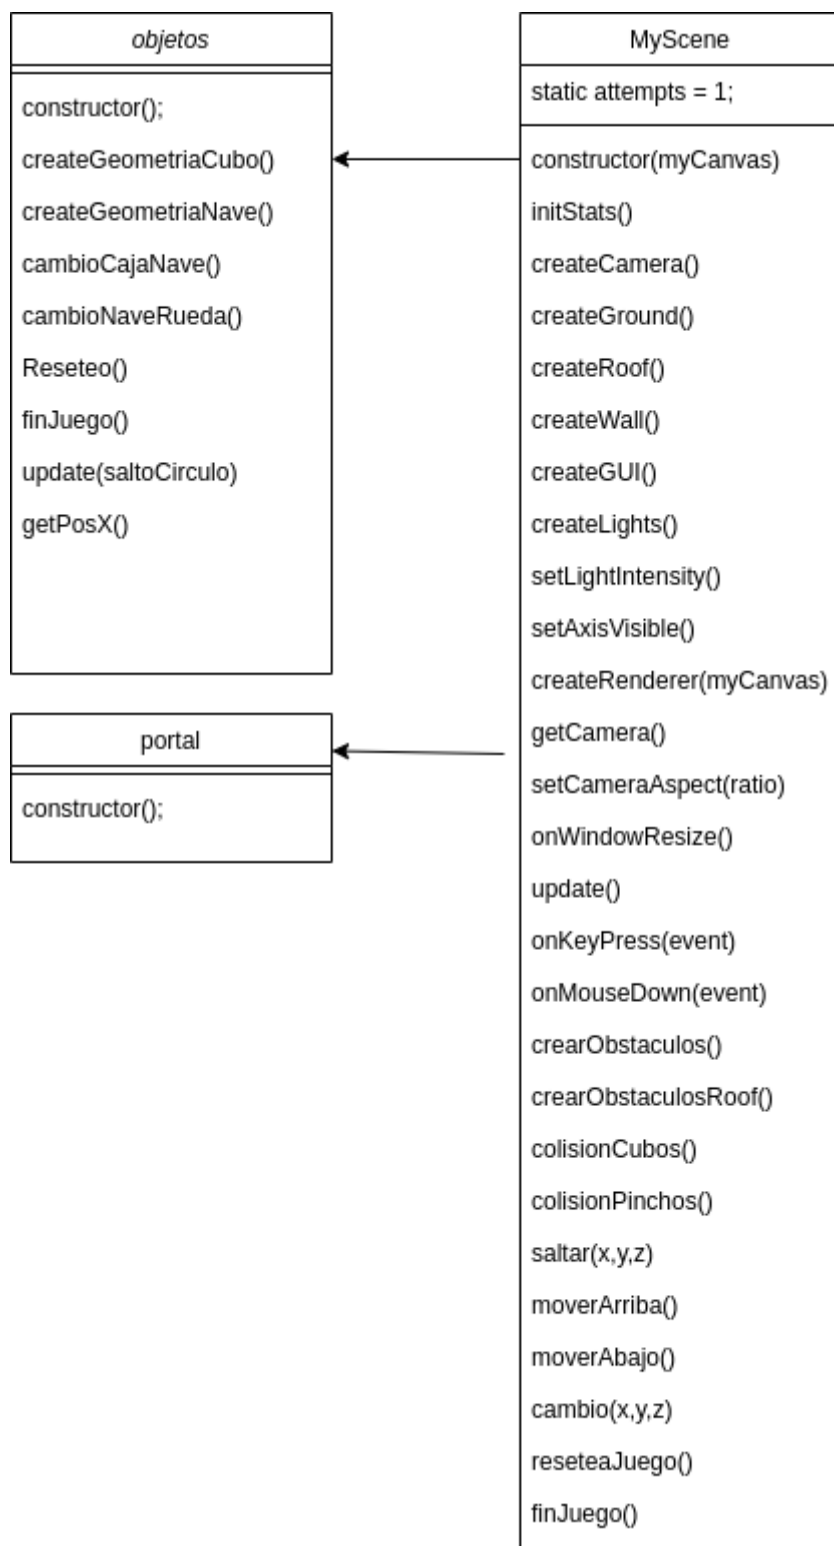 objetos
constructor();
createGeometriaCubo()
createGeometriaNave()
cambioCajaNave()
cambioNaveRueda()
Reseteo()
finJuego()
update(saltoCirculo)
getPosX()
portal
constructor();
MyScene
static attempts = 1;
constructor(myCanvas)
initStats()
createCamera()
createGround()
createRoof()
createWall()
createGUI()
createLights()
setLightIntensity()
setAxisVisible()
createRenderer(myCanvas)
getCamera()
setCameraAspect(ratio)
onWindowResize()
update()
onKeyPress(event)
onMouseDown(event)
crearObstaculos()
crearObstaculosRoof()
colisionCubos()
colisionPinchos()
saltar(x,y,z)
moverArriba()
moverAbajo()
cambio(x,y,z)
reseteaJuego()
finJuego()